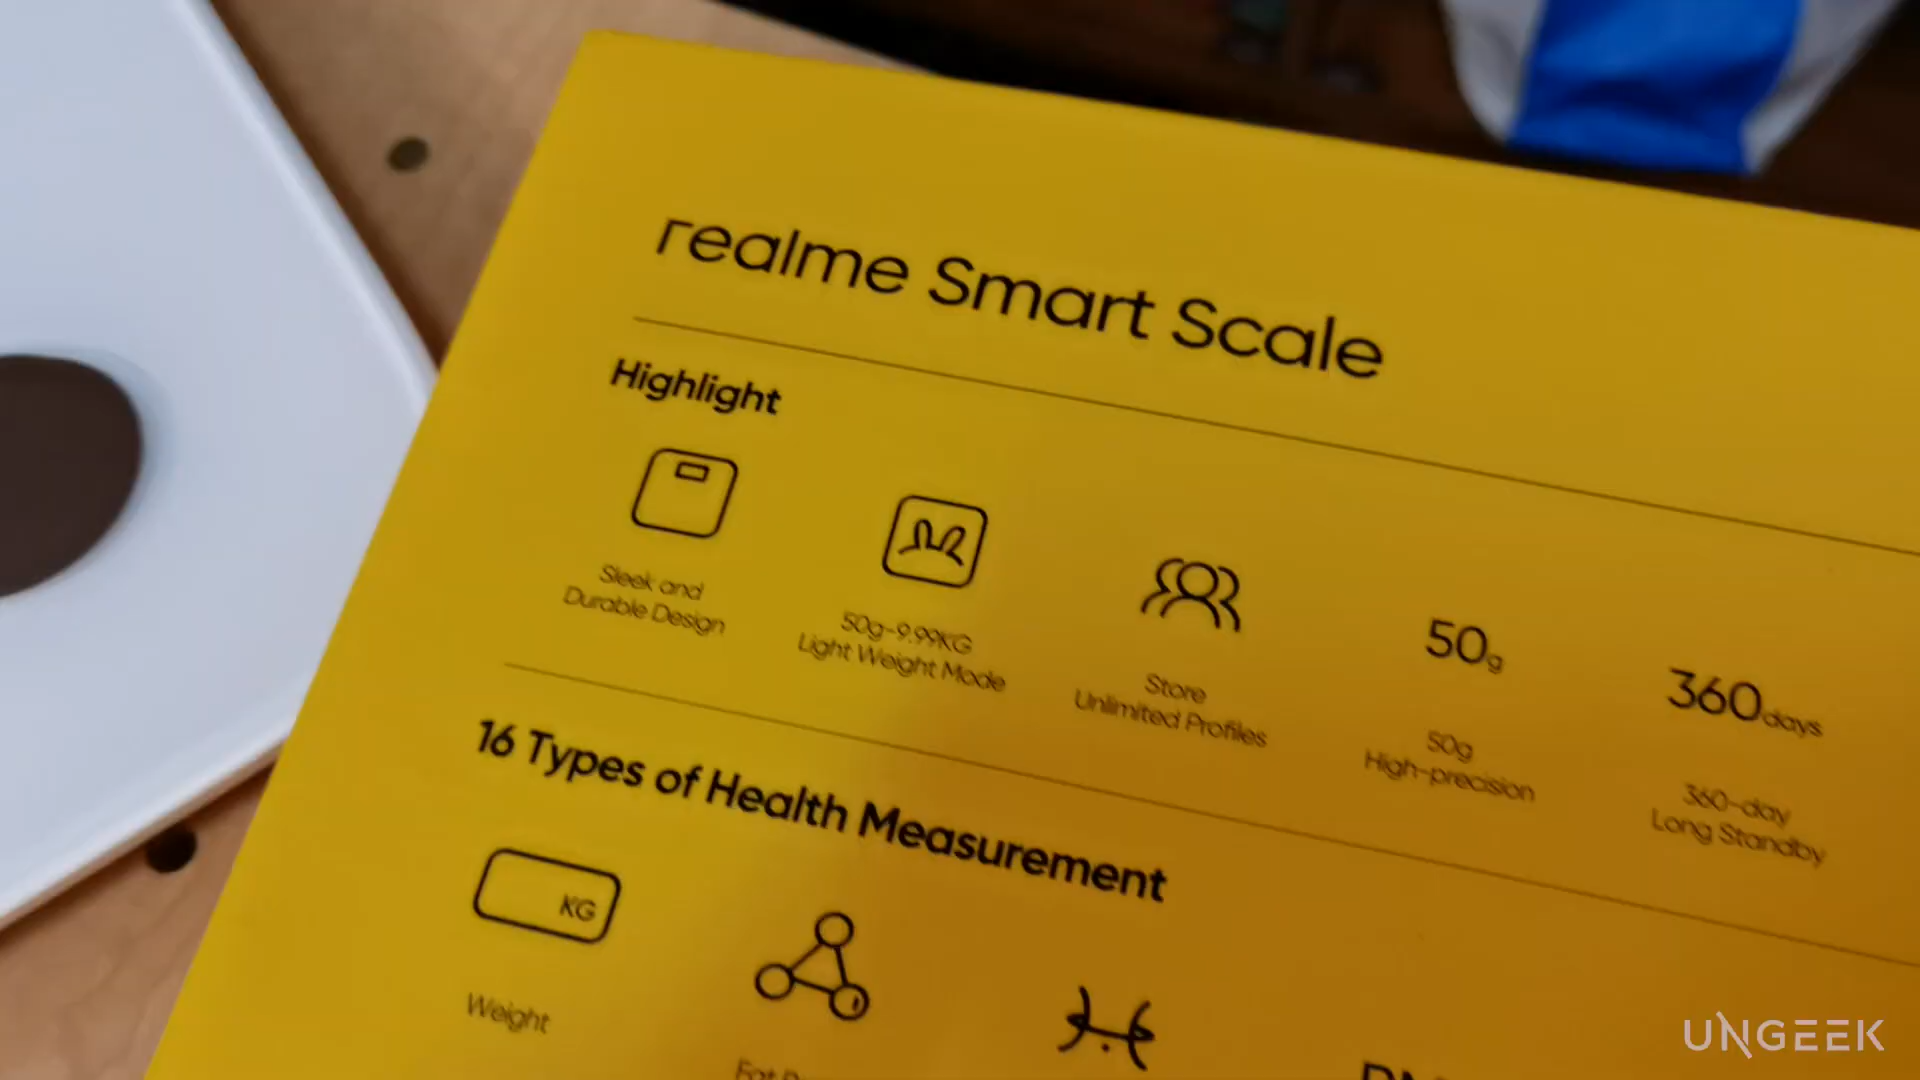 realme Smart Scale
Highlight
Sleek and
Durable Design
50g-9.99KG
Light Weight Mode
Store
Unlimited Profiles
50g
50g
High-precision
360days
360-day
Long Standby
16 Types of Health Measurement
KG
Weight
Fat
UNGEEK